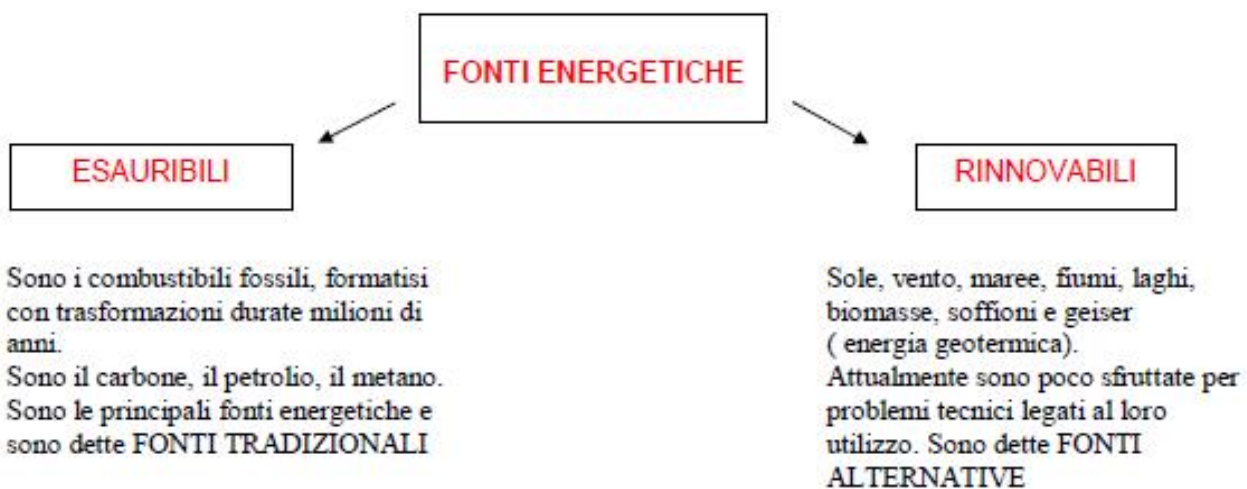 FONTI ENERGETICHE
ESAURIBILI
RINNOVABILI
Sono i combustibili fossili, formatisi
con trasformazioni durate milioni di
anni.
Sono il carbone, il petrolio, il metano.
Sono le principali fonti energetiche e
sono dette FONTI TRADIZIONALI
Sole, vento, maree, fiumi, laghi,
biomasse, soffioni e geiser
( energia geotermica).
Attualmente sono poco sfruttate per
problemi tecnici legati al loro
utilizzo. Sono dette FONTI
ALTERNATIVE